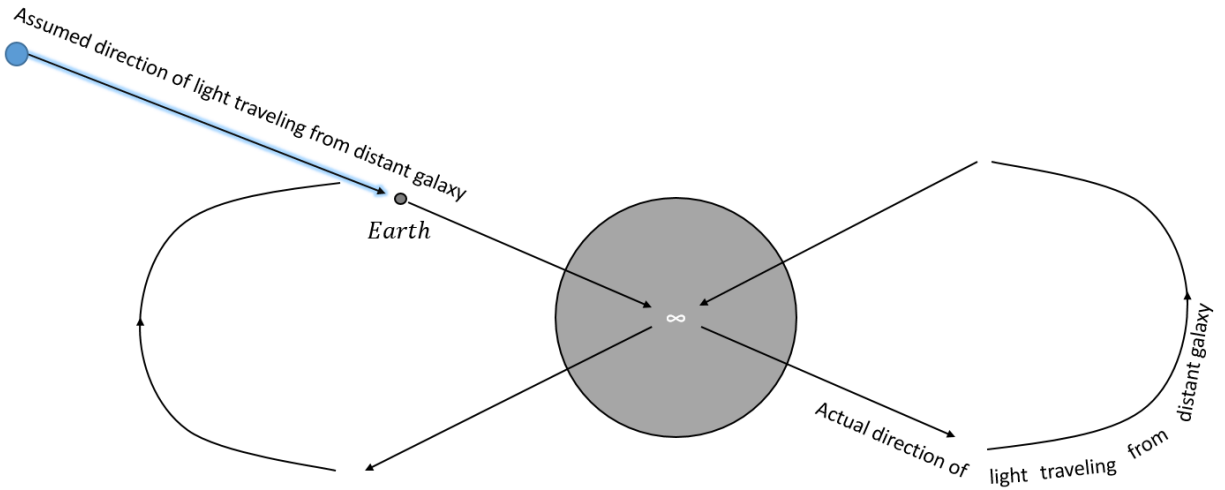 Assumed direction of light traveling from distant galaxy
Earth
∞
Actual direction of light traveling from distant galaxy